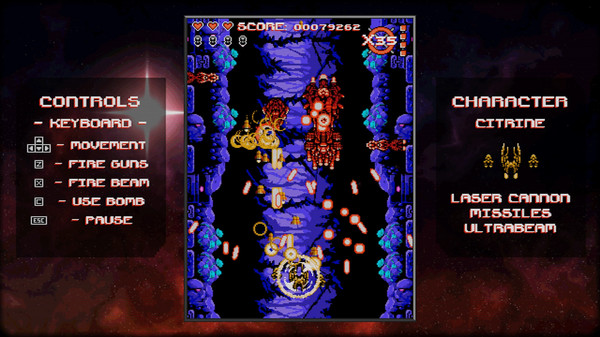 SCORE: 00079262
X35
CONTROLS
- KEYBOARD -
- MOVEMENT
Z - FIRE GUNS
X - FIRE BEAM
C - USE BOMB
ESC - PAUSE
CHARACTER
CITRINE
LASER CANNON
MISSILES
ULTRABEAM